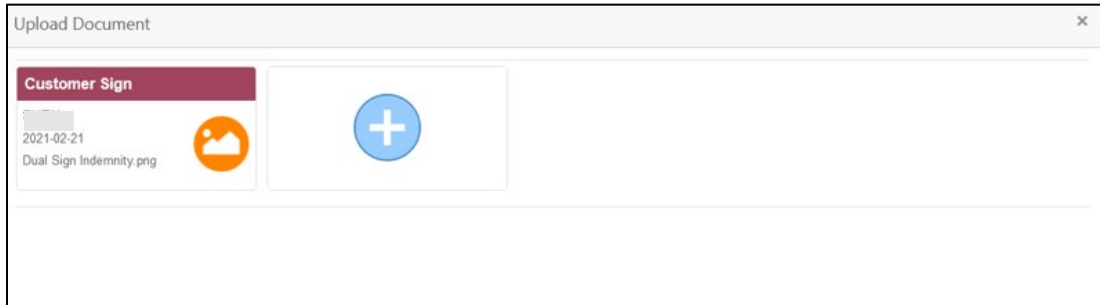 Upload Document
×
Customer Sign
2021-02-21
Dual Sign Indemnity.png